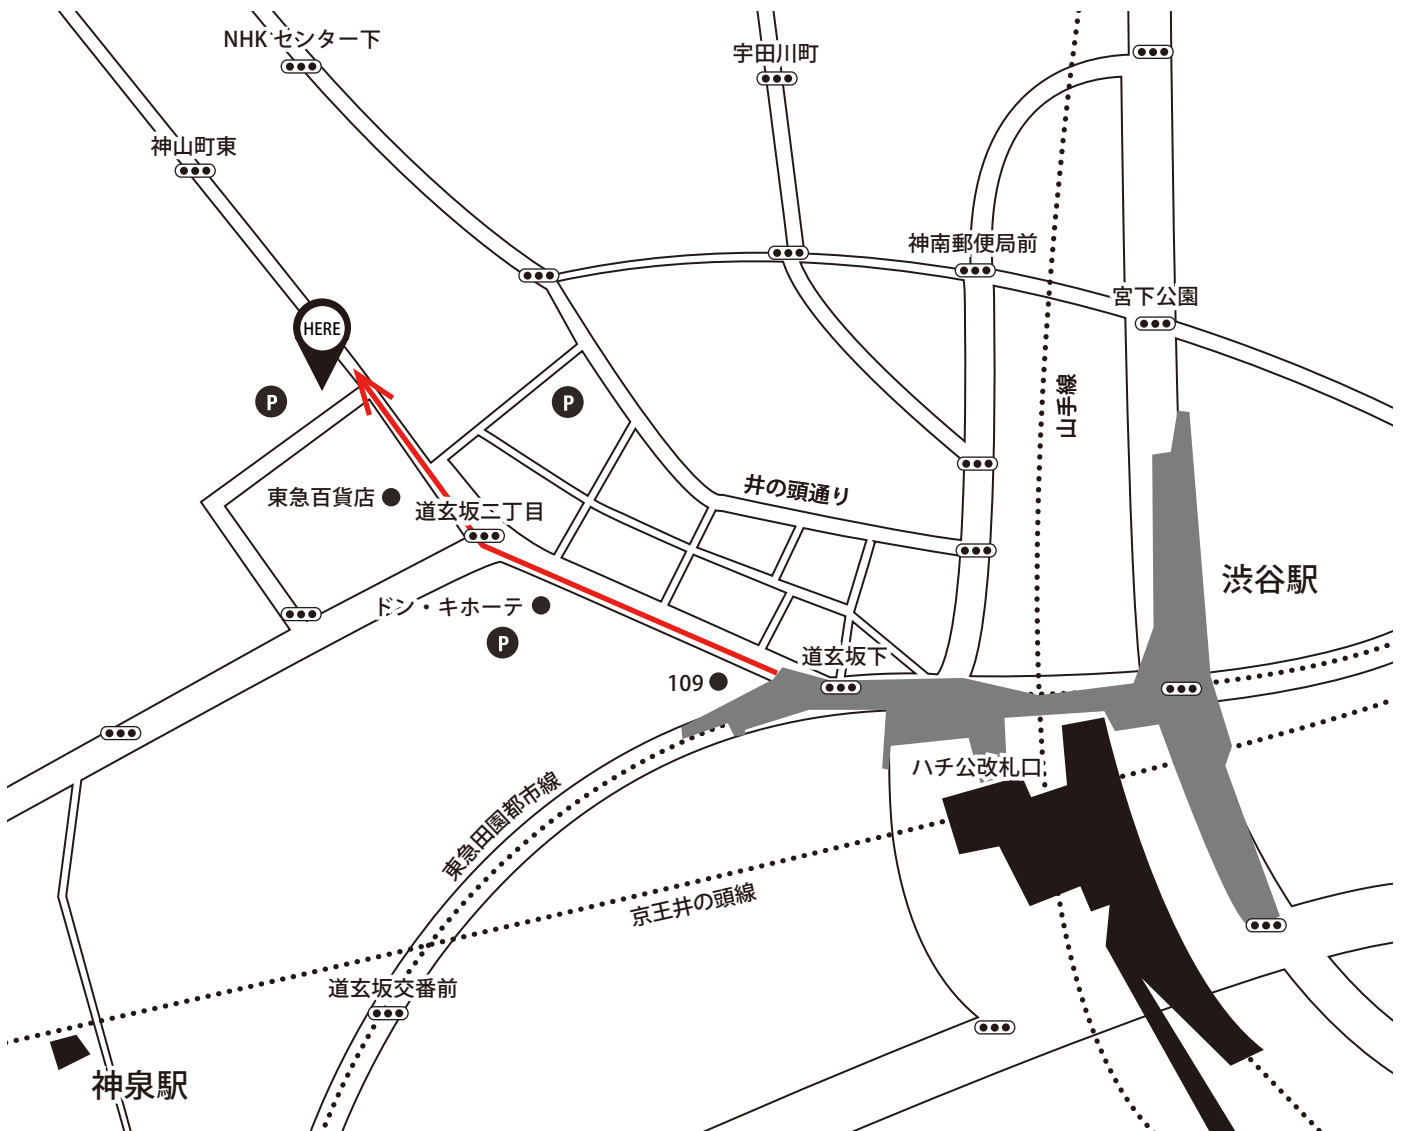 NHK センター下
宇田川町
神山町東
神南郵便局前
宮下公園
HERE
山手線
P
P
井の頭通り
東急百貨店
道玄坂二丁目
渋谷駅
ドン・キホーテ
P
道玄坂下
109
ハチ公改札口
東急田園都市線
京王井の頭線
道玄坂交番前
神泉駅